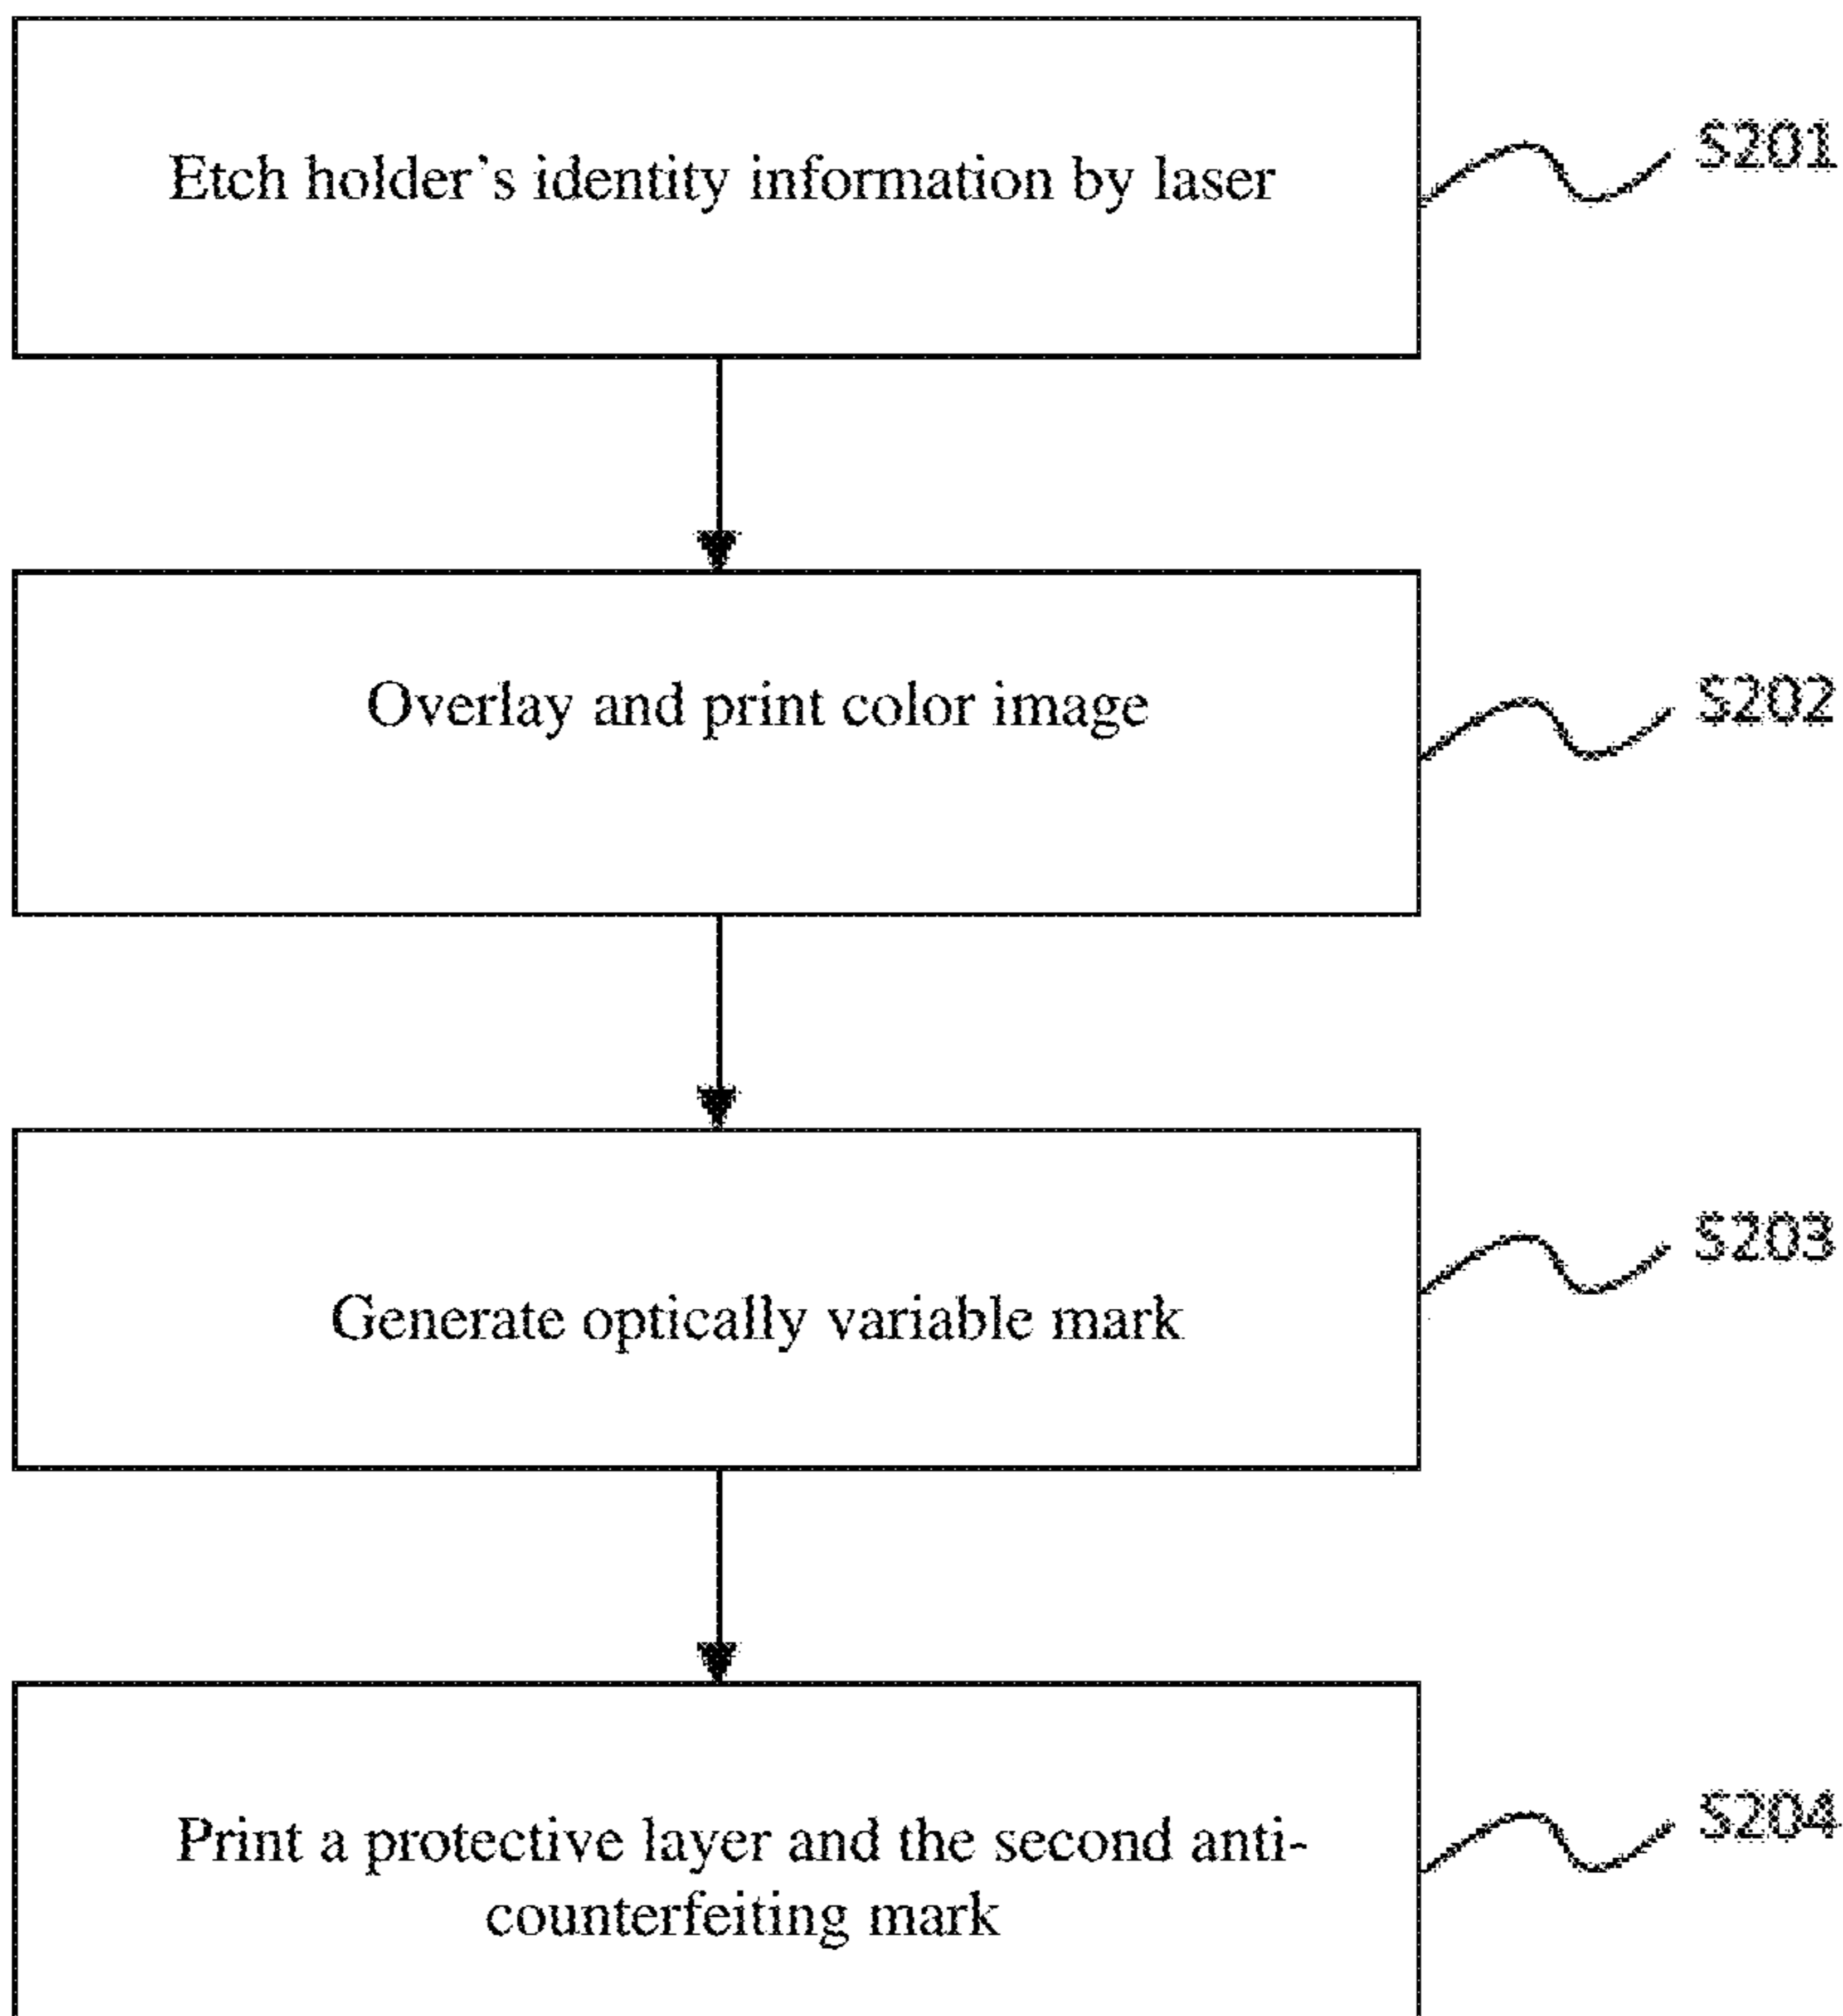 Etch holder's identity information by laser
S201
Overlay and print color image
S202
Generate optically variable mark
S203
Print a protective layer and the second anti-
counterfeiting mark
S204